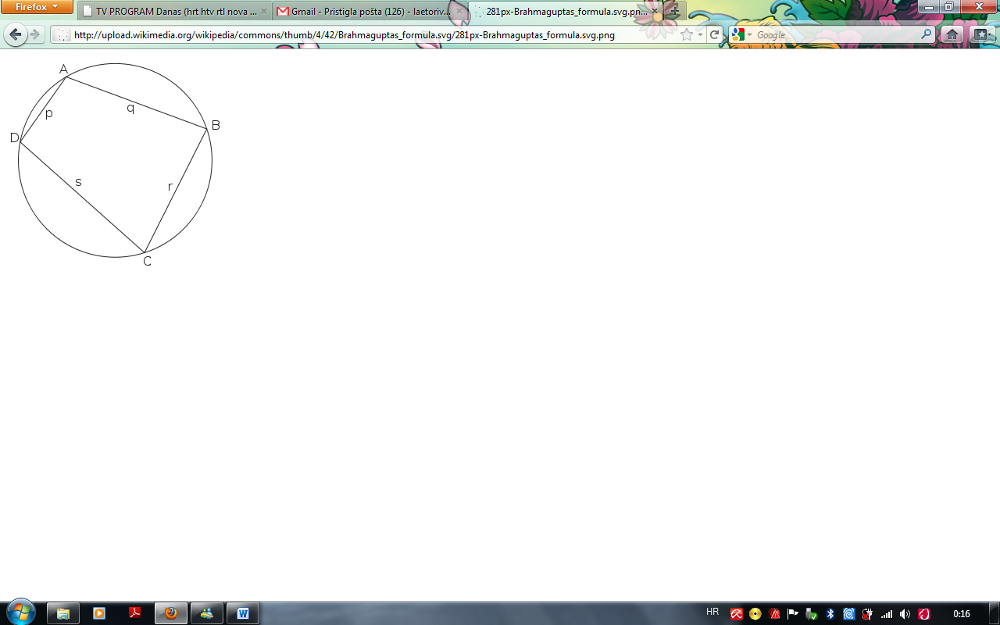 Firefox
TV PROGRAM Danas (hrt htv rtl nova ...
Gmail - Pristigla pošta (126) - laetoriv...
281px-Brahmaguptas_formula.svg.pn...
http://upload.wikimedia.org/wikipedia/commons/thumb/4/42/Brahmaguptas_formula.svg/281px-Brahmaguptas_formula.svg.png
Google
A
q
p
B
D
s
r
C
HR
0:16